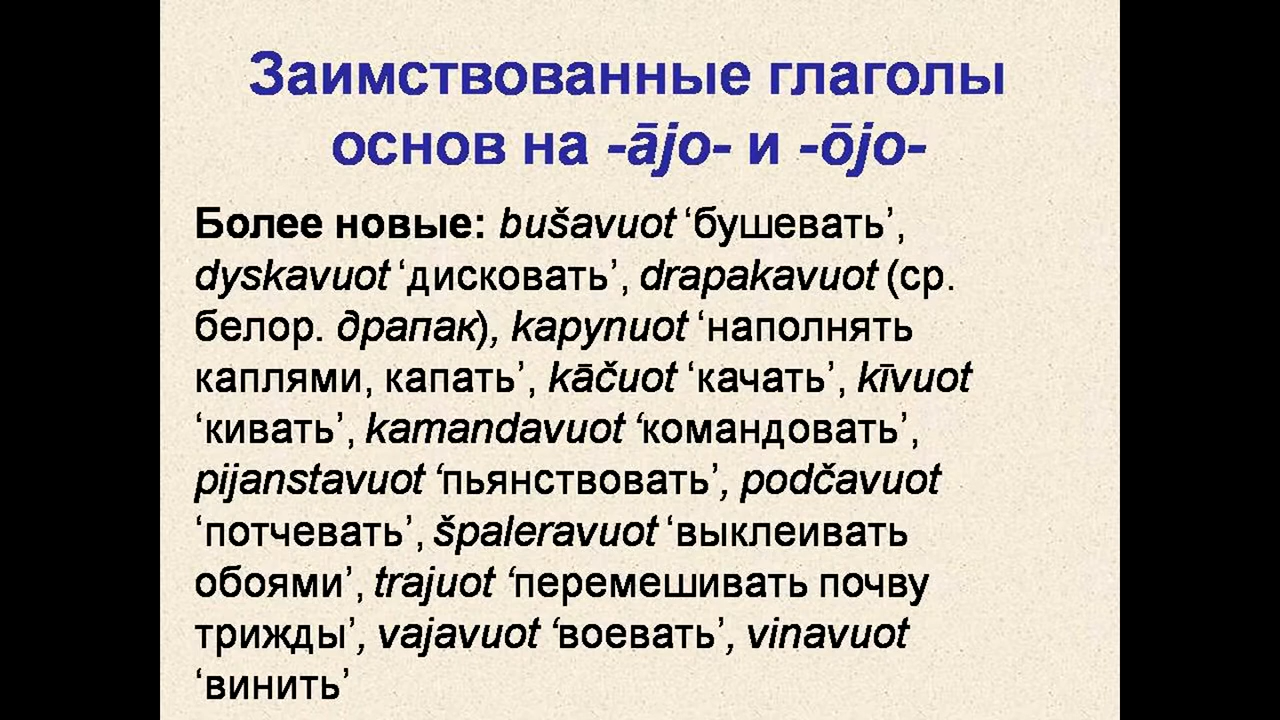 Заимствованные глаголы
основ на -ājo- и -ōjo-
Более новые: bušavuot ‘бушевать’,
dyskavuot ‘дисковать’, drapakavuot (ср.
белор. драпак), kapynuot ‘наполнять
каплями, капать’, kāčuot ‘качать’, kīvuot
‘кивать’, kamandavuot ‘командовать’,
pijanstavuot ‘пьянствовать’, podčavuot
‘потчевать’, špaleravuot ‘выклеивать
обоями’, trajuot ‘перемешивать почву
трижды’, vajavuot ‘воевать’, vinavuot
‘винить’